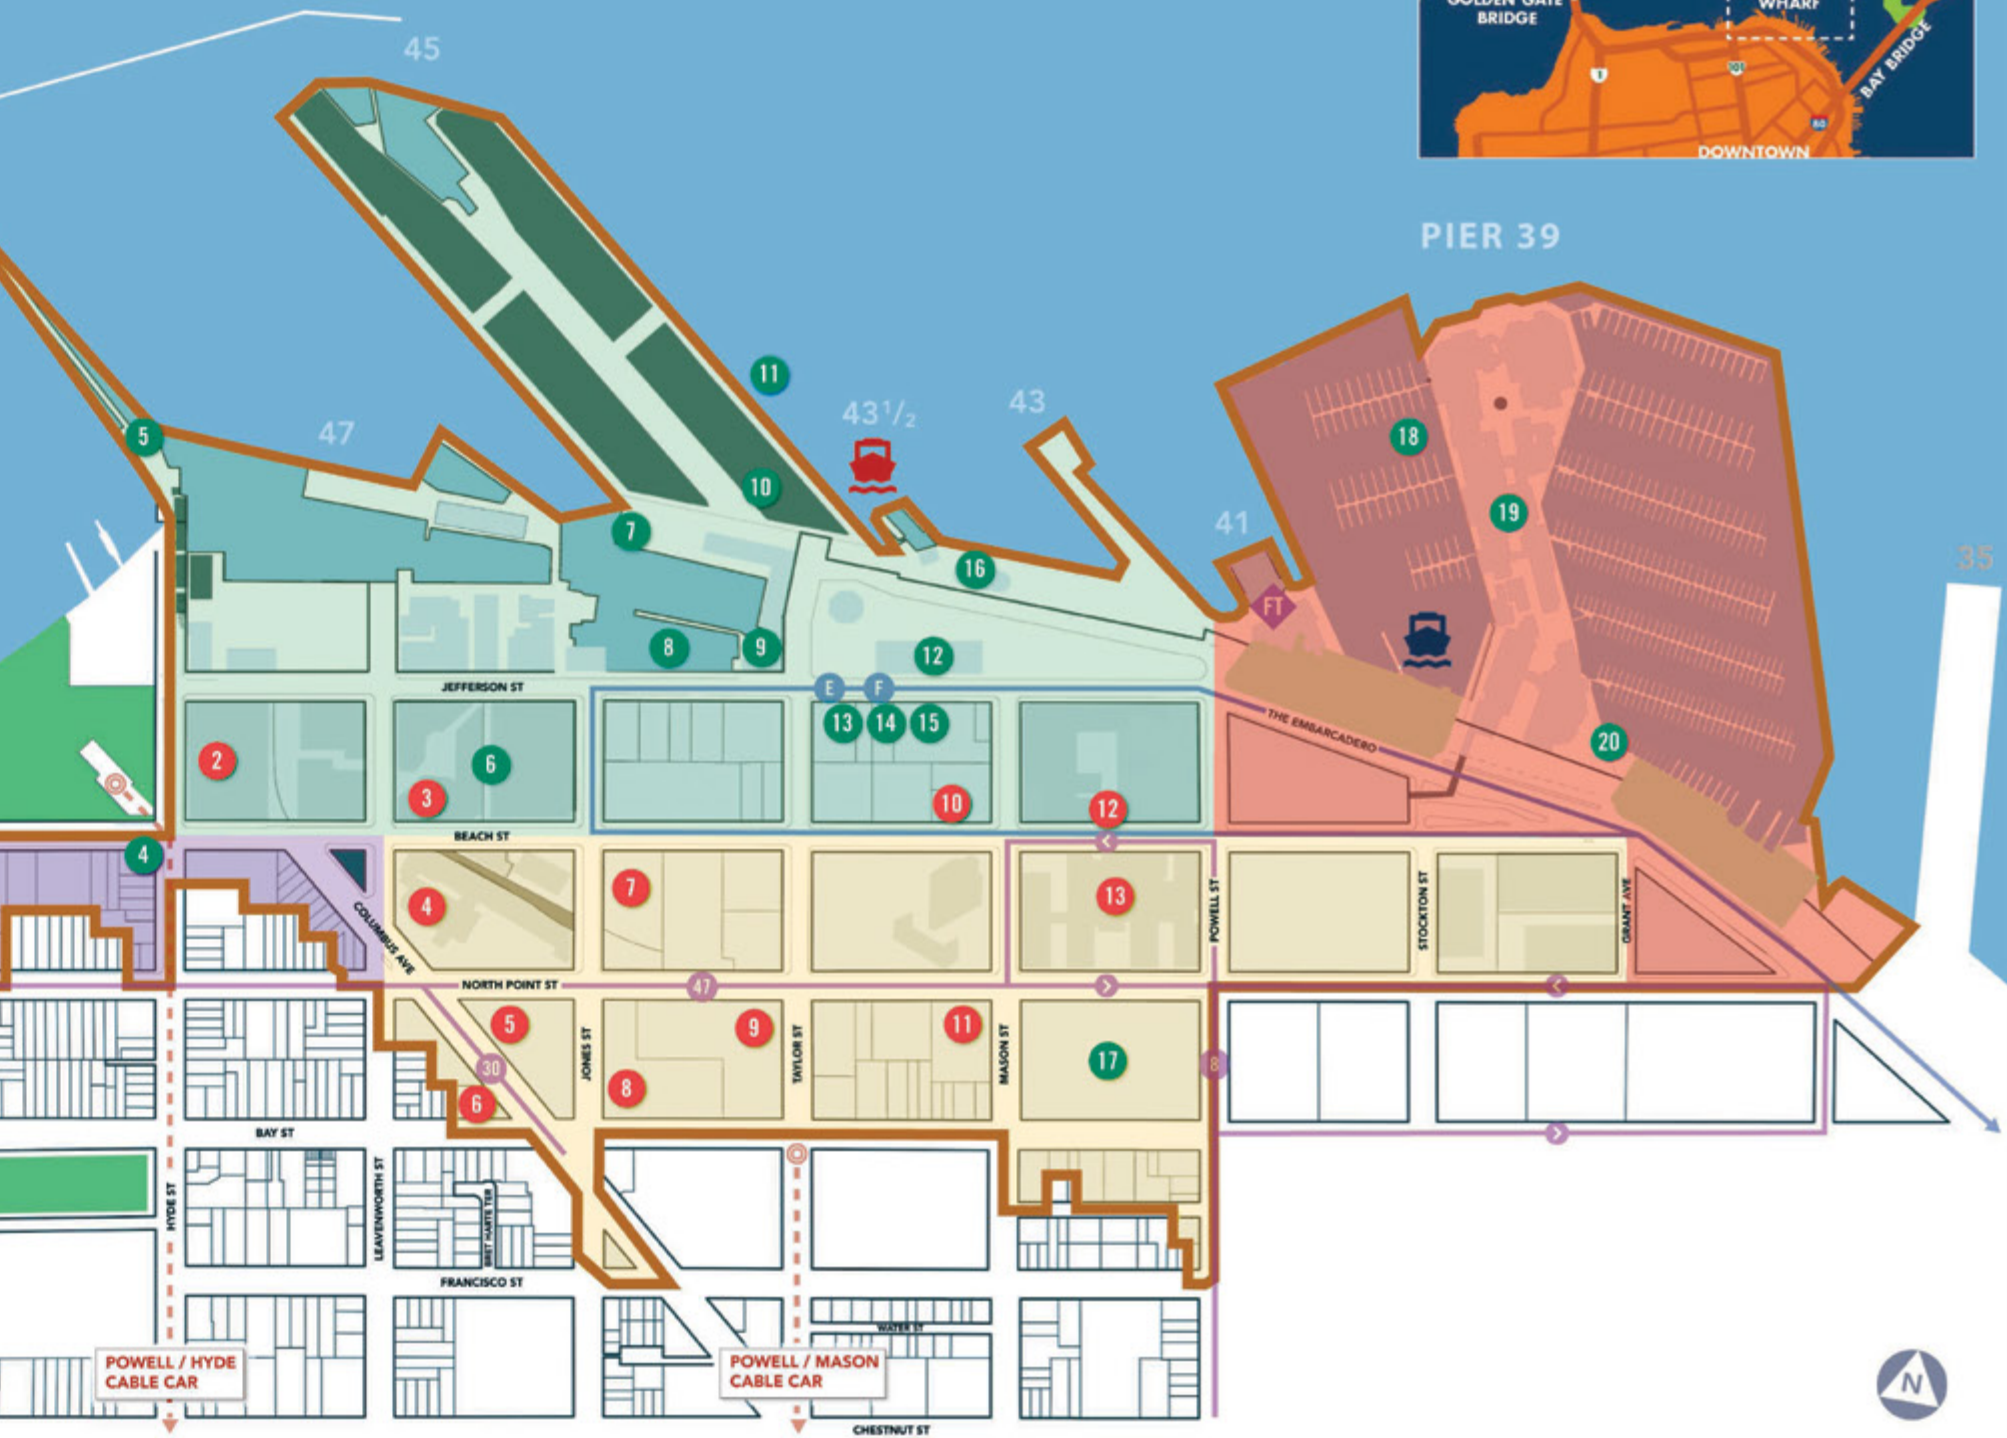 GOLDEN GATE
BRIDGE
WHARF
BAY BRIDGE
1
101
80
DOWNTOWN
45
PIER 39
11
43 1/2
43
47
5
18
10
7
19
41
35
16
FT
8
9
12
JEFFERSON ST
E
F
13
14
15
THE EMBARCADERO
20
2
6
3
10
12
BEACH ST
4
7
13
4
COLUMBUS AVE
POWELL ST
STOCKTON ST
GRANT AVE
NORTH POINT ST
47
5
9
11
JONES ST
TAYLOR ST
MASON ST
17
30
8
8
6
BAY ST
HYDE ST
LEAVENWORTH ST
BRET HARTE TER
FRANCISCO ST
WATER ST
POWELL / HYDE
CABLE CAR
POWELL / MASON
CABLE CAR
N
CHESTNUT ST